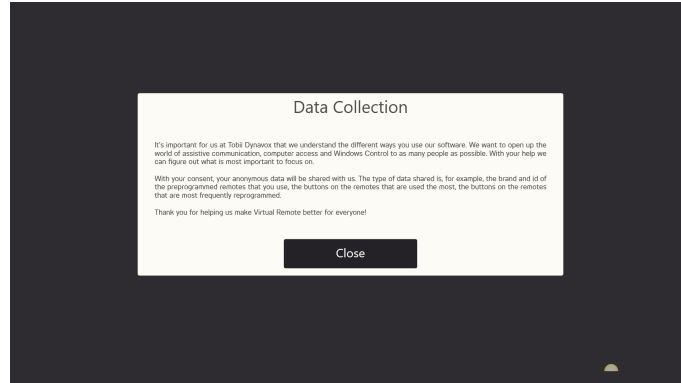 Data Collection
It's important for us at Tobii Dynavox that we understand the different ways you use our software. We want to open up the
world of assistive communication, computer access and Windows Control to as many people as possible. With your help we
can figure out what is most important to focus on.
With your consent, your anonymous data will be shared with us. The type of data shared is, for example, the brand and id of
the preprogrammed remotes that you use, the buttons on the remotes that are used the most, the buttons on the remotes
that are most frequently reprogrammed.
Thank you for helping us make Virtual Remote better for everyone!
Close